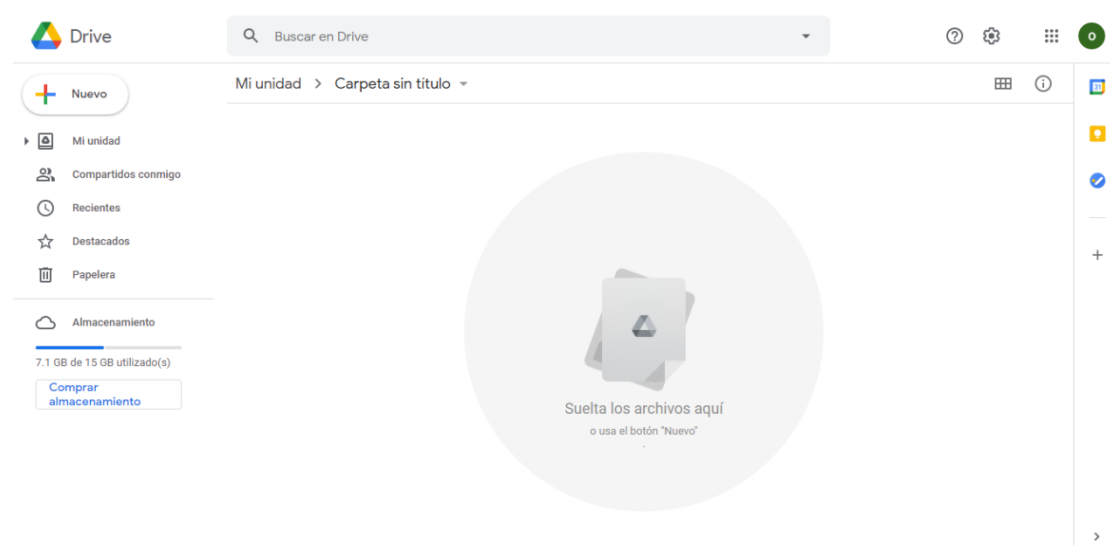 Drive
Buscar en Drive
o
Nuevo
Mi unidad > Carpeta sin título
31
Mi unidad
Compartidos conmigo
Recientes
Destacados
Papelera
Almacenamiento
7.1 GB de 15 GB utilizado(s)
Comprar
almacenamiento
Suelta los archivos aquí
o usa el botón "Nuevo"
.